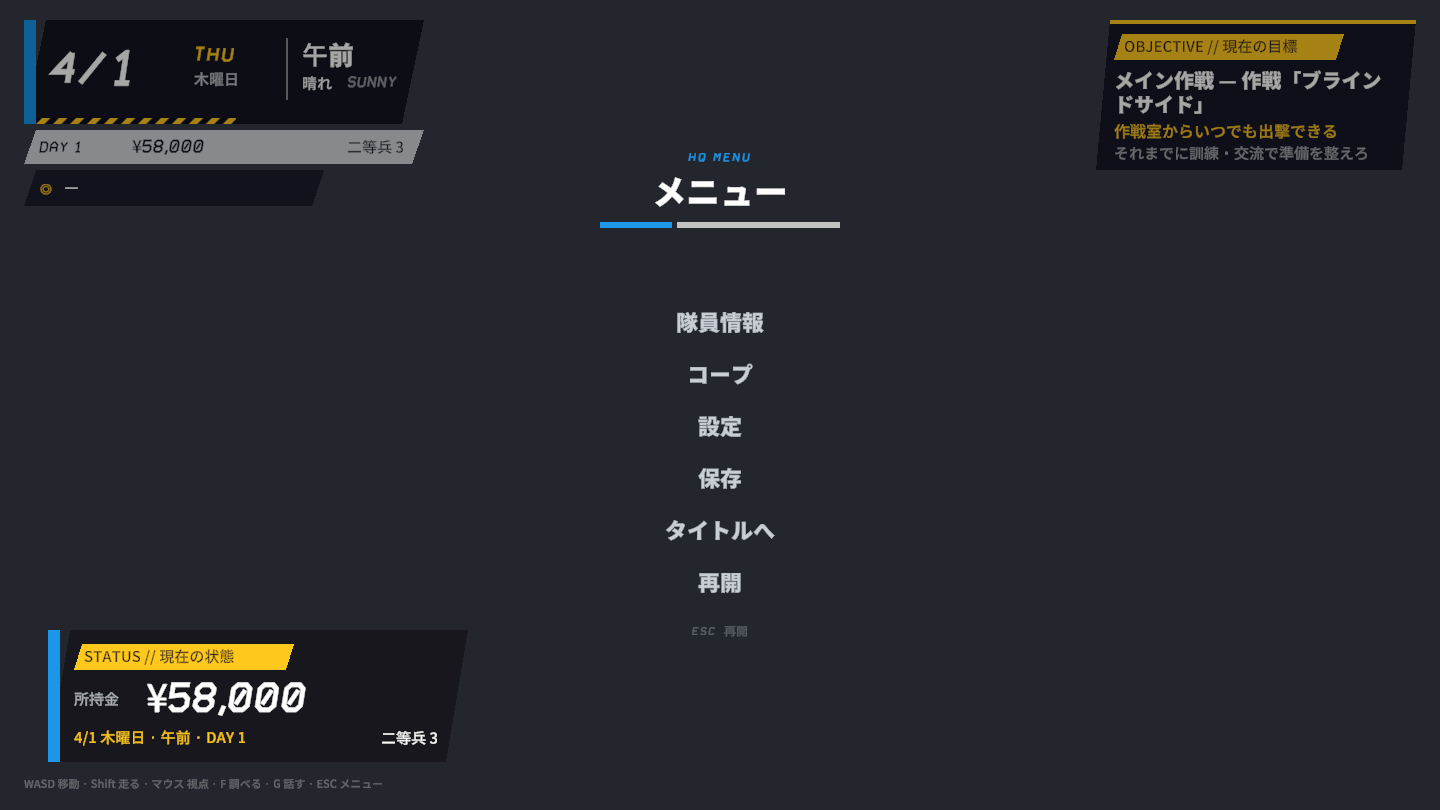 4/1 THU 木曜日 午前 晴れ SUNNY
DAY 1 ¥58,000 二等兵 3
◎ —
OBJECTIVE // 現在の目標
メイン作戦 — 作戦「ブライン
ドサイド」
作戦室からいつでも出撃できる
それまでに訓練・交流で準備を整えろ
HQ MENU
メニュー
隊員情報
コープ
設定
保存
タイトルへ
再開
ESC 再開
STATUS // 現在の状態
所持金 ¥58,000
4/1 木曜日 · 午前 · DAY 1 二等兵 3
WASD 移動 · Shift 走る · マウス 視点 · F 調べる · G 話す · ESC メニュー